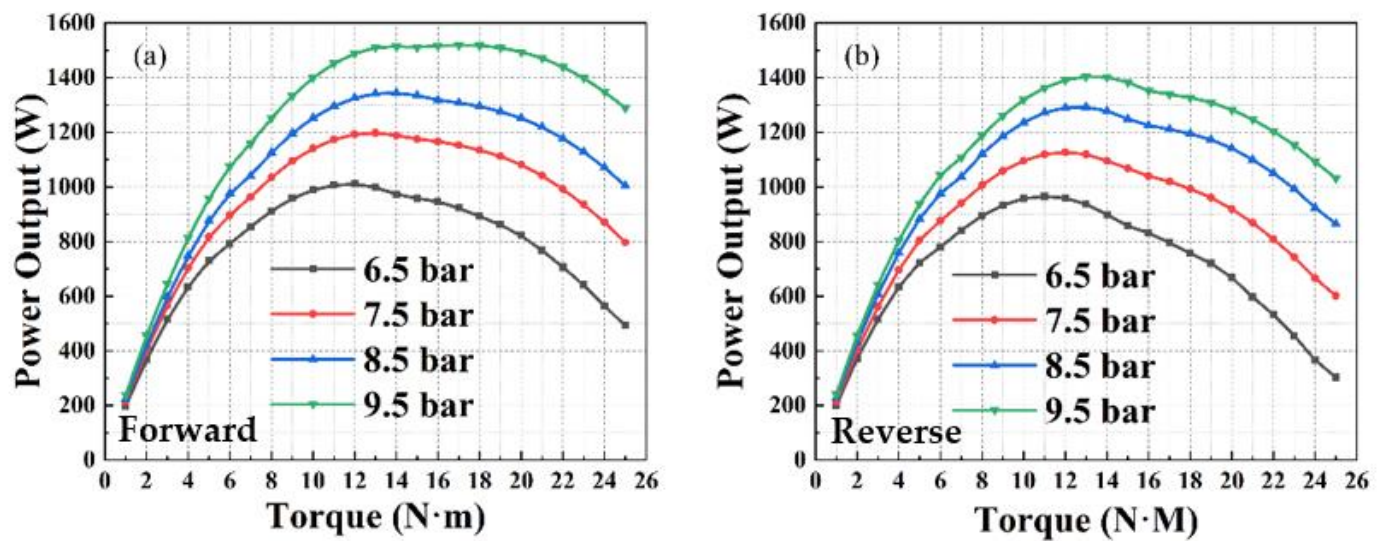 (a)
Power Output (W)
1600
1400
1200
1000
800
600
400
200
0
6.5 bar
7.5 bar
8.5 bar
9.5 bar
Forward
0 2 4 6 8 10 12 14 16 18 20 22 24 26
Torque (N·m)
(b)
Power Output (W)
1600
1400
1200
1000
800
600
400
200
0
6.5 bar
7.5 bar
8.5 bar
9.5 bar
Reverse
0 2 4 6 8 10 12 14 16 18 20 22 24 26
Torque (N·M)